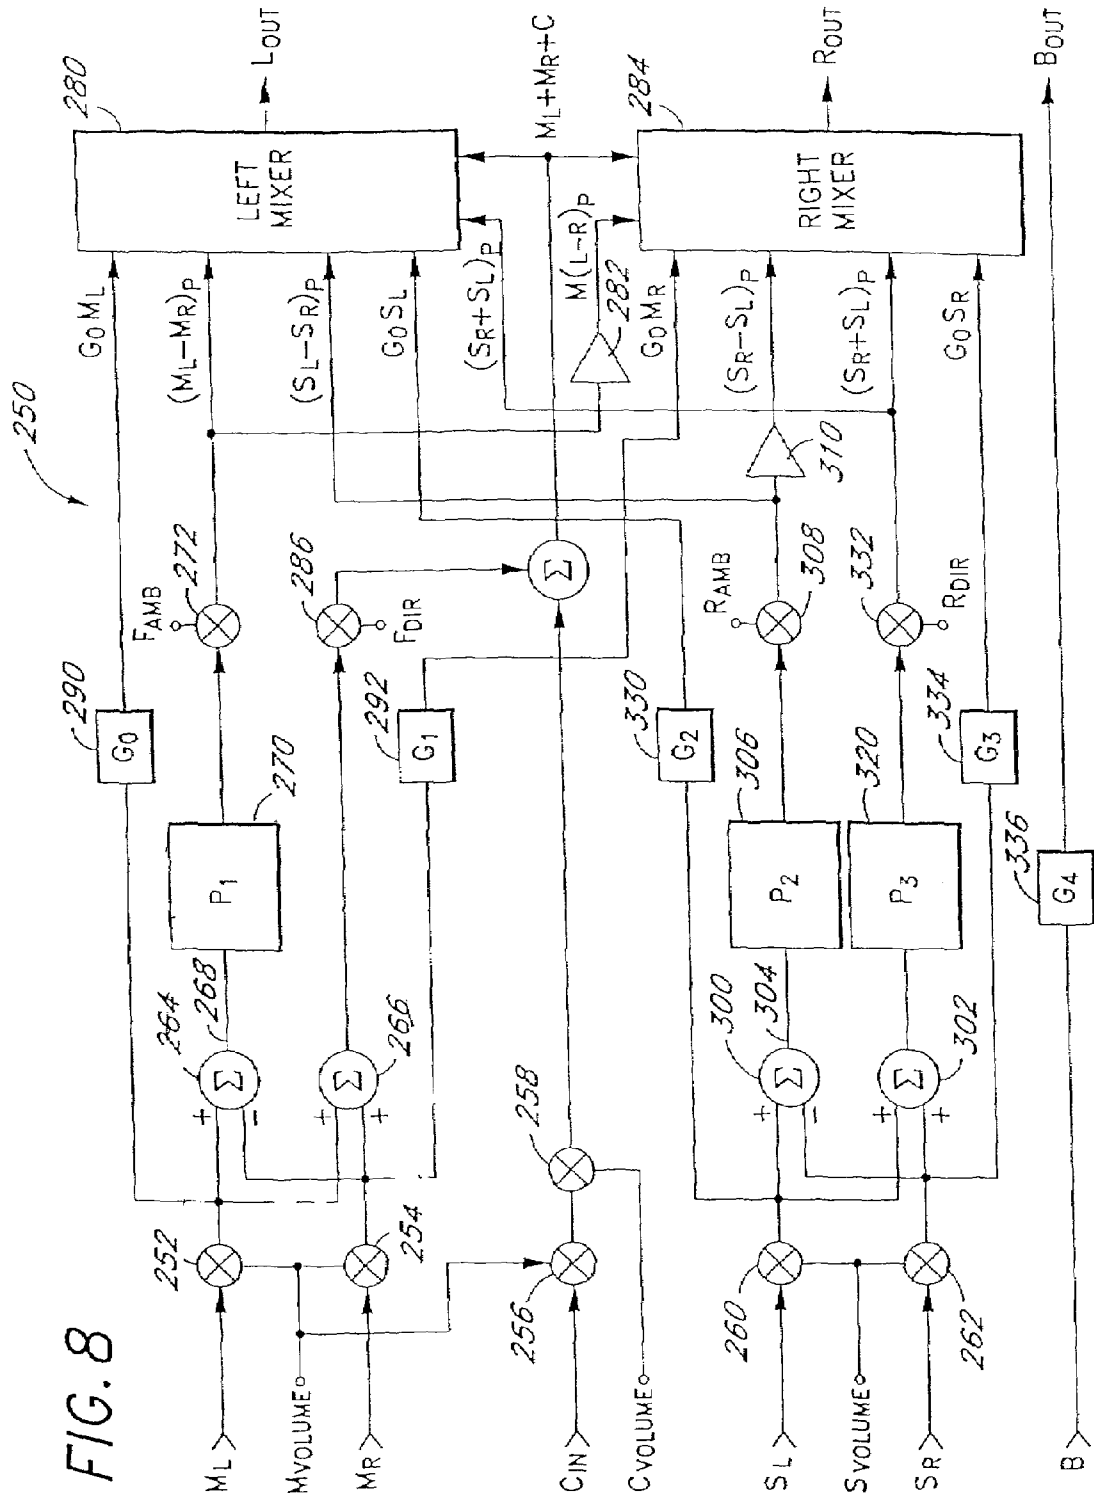 FIG. 8
250
ML
MVOLUME
MR
CIN
CVOLUME
SL
SVOLUME
SR
B
252
254
256
258
260
262
+
-
+
+
264
266
268
Σ
Σ
+
-
+
+
300
302
304
Σ
Σ
P1
270
P2
306
P3
320
G0
290
G1
292
G2
330
G3
334
G4
336
FAMB
272
286
FDIR
Σ
RAMB
308
332
RDIR
310
282
G0ML
(ML-MR)P
(SL-SR)P
G0SL
(SR+SL)P
M(L-R)P
G0MR
(SR-SL)P
(SR+SL)P
G0SR
LEFT
MIXER
280
LOUT
ML+MR+C
RIGHT
MIXER
284
ROUT
BOUT